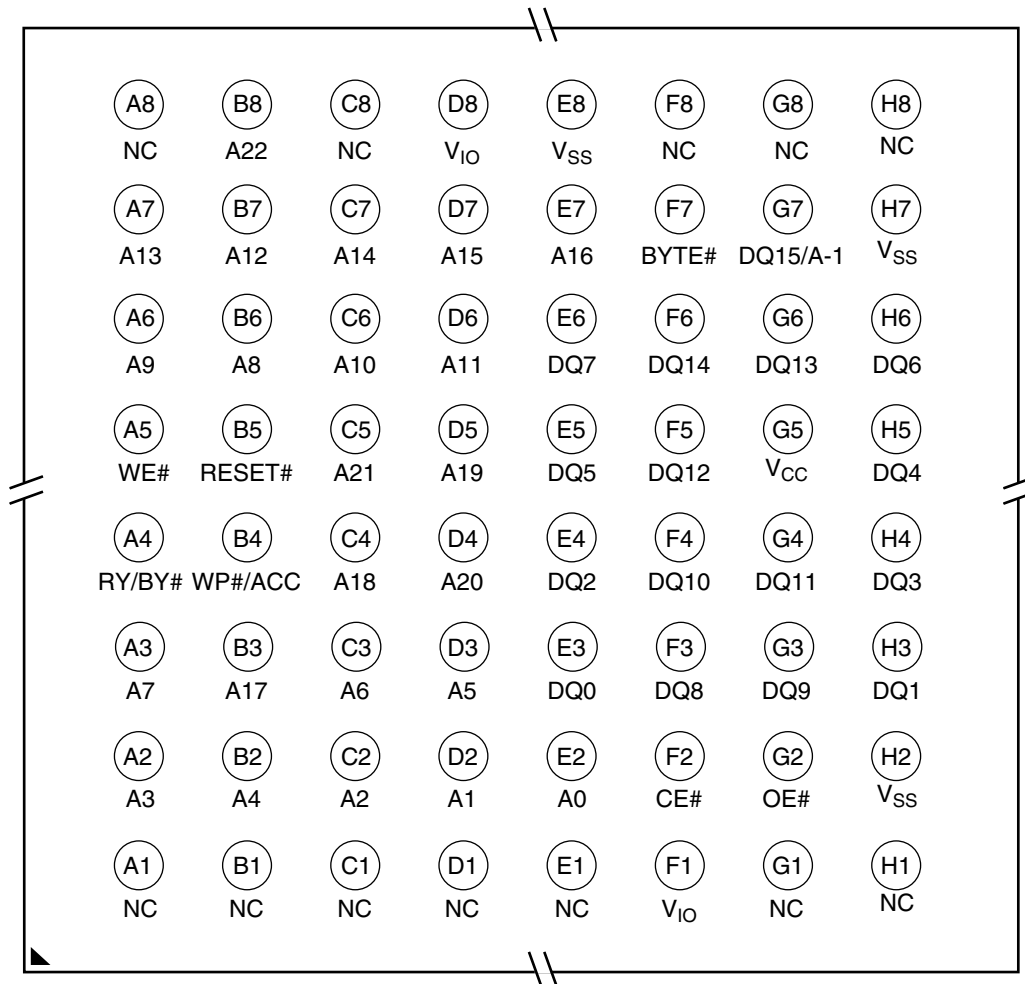 A8 B8 C8 D8 E8 F8 G8 H8
NC A22 NC VIO VSS NC NC NC
A7 B7 C7 D7 E7 F7 G7 H7
A13 A12 A14 A15 A16 BYTE# DQ15/A-1 VSS
A6 B6 C6 D6 E6 F6 G6 H6
A9 A8 A10 A11 DQ7 DQ14 DQ13 DQ6
A5 B5 C5 D5 E5 F5 G5 H5
WE# RESET# A21 A19 DQ5 DQ12 VCC DQ4
A4 B4 C4 D4 E4 F4 G4 H4
RY/BY# WP#/ACC A18 A20 DQ2 DQ10 DQ11 DQ3
A3 B3 C3 D3 E3 F3 G3 H3
A7 A17 A6 A5 DQ0 DQ8 DQ9 DQ1
A2 B2 C2 D2 E2 F2 G2 H2
A3 A4 A2 A1 A0 CE# OE# VSS
A1 B1 C1 D1 E1 F1 G1 H1
NC NC NC NC NC VIO NC NC